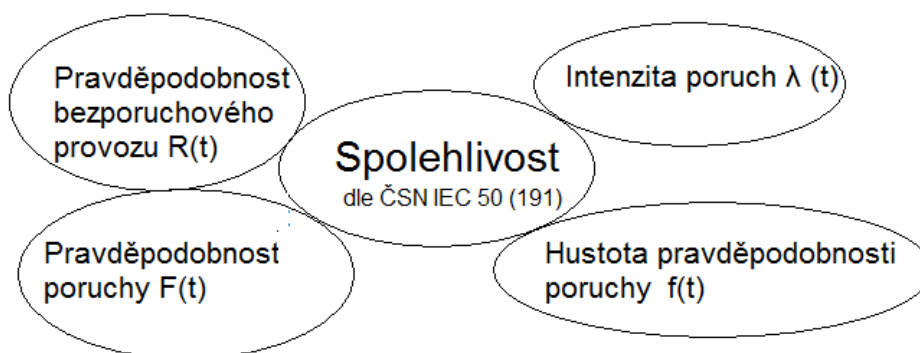 Pravděpodobnost
bezporuchového
provozu R(t)
Intenzita poruch λ (t)
Spolehlivost
dle ČSN IEC 50 (191)
Pravděpodobnost
poruchy F(t)
Hustota pravděpodobnosti
poruchy f(t)